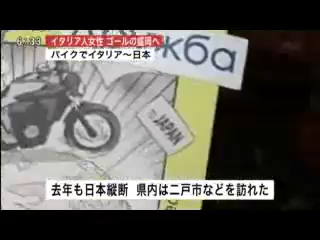 イタリア人女性 ゴールの盛岡へ
バイクでイタリア～日本
TO JAPAN
去年も日本縦断 県内は二戸市などを訪れた